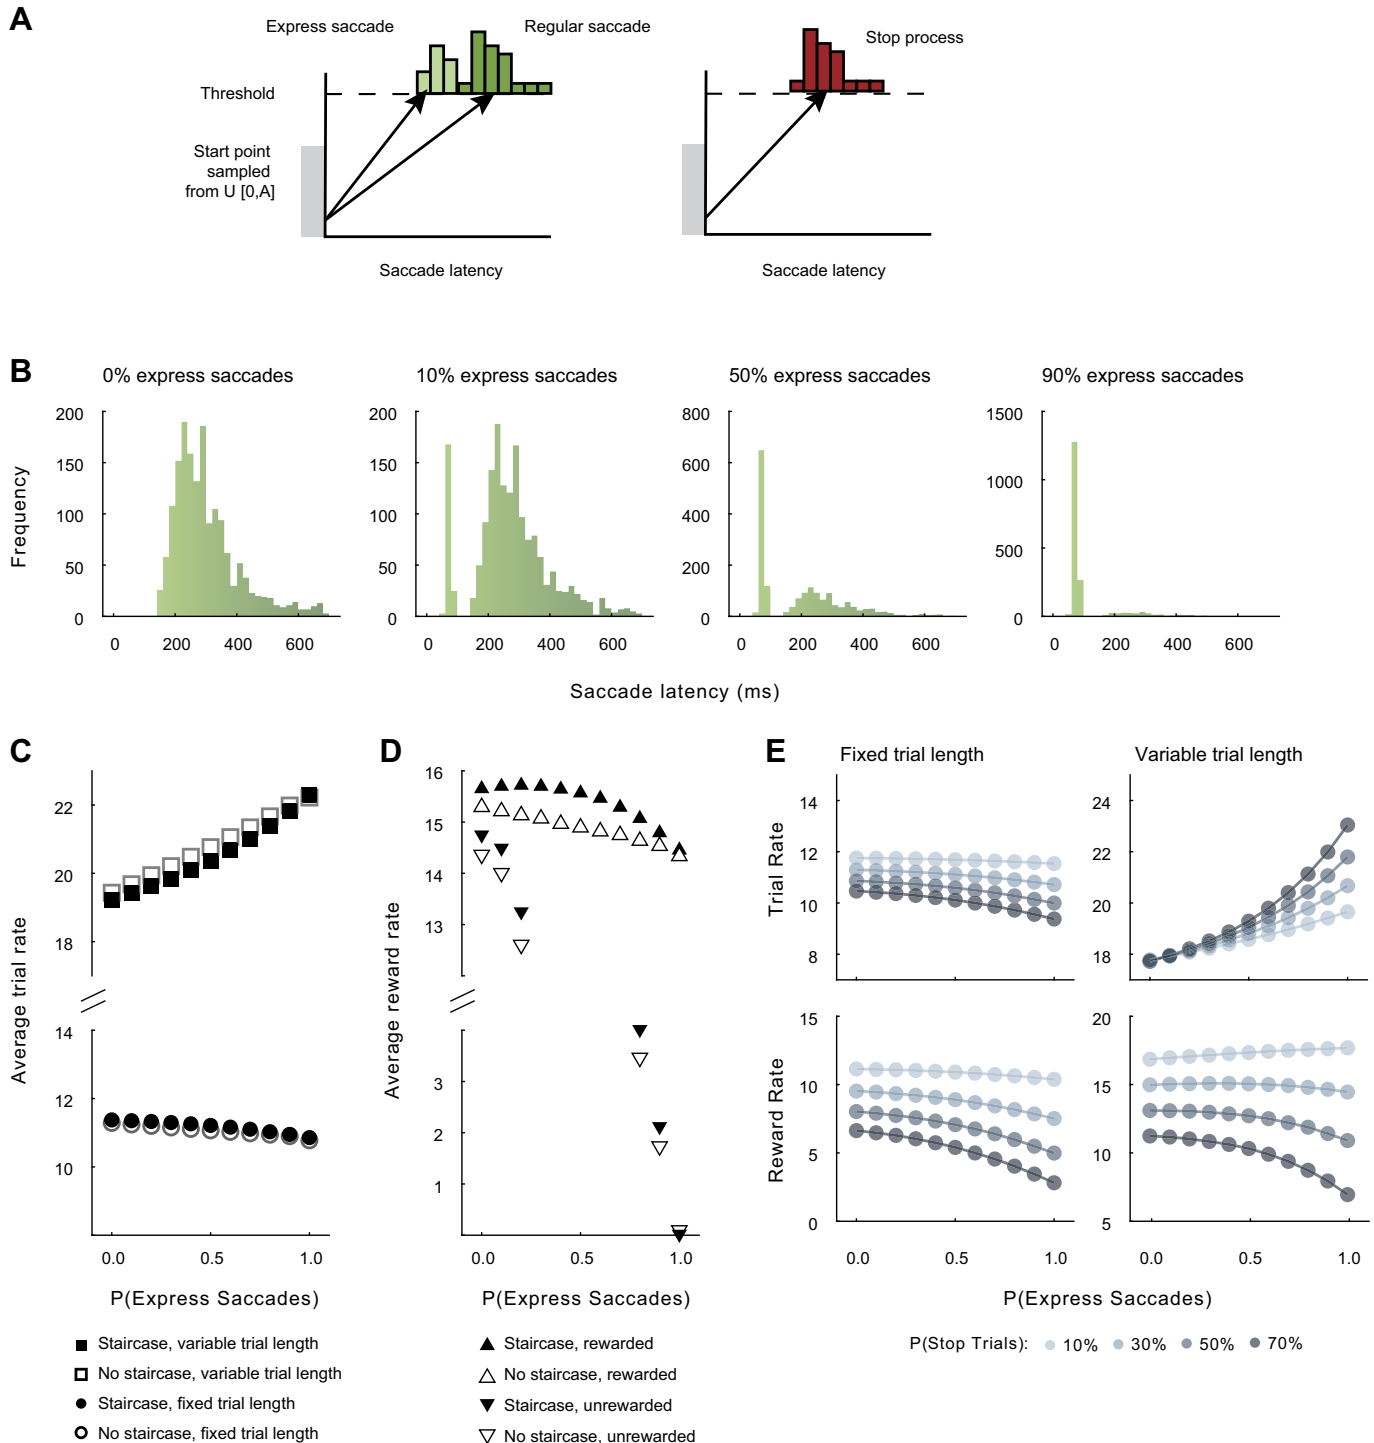 A
Express saccade
Regular saccade
Stop process
Threshold
Start point
sampled
from U [0,A]
Saccade latency
Saccade latency
B
0% express saccades
10% express saccades
50% express saccades
90% express saccades
Frequency
200
150
100
50
0
0 200 400 600
200
150
100
50
0
0 200 400 600
800
600
400
200
0
0 200 400 600
1500
1000
500
0
0 200 400 600
Saccade latency (ms)
C
Average trial rate
22
20
18
14
12
10
0.0 0.5 1.0
P(Express Saccades)
Staircase, variable trial length
No staircase, variable trial length
Staircase, fixed trial length
No staircase, fixed trial length
D
Average reward rate
16
15
14
13
3
2
1
0.0 0.5 1.0
P(Express Saccades)
Staircase, rewarded
No staircase, rewarded
Staircase, unrewarded
No staircase, unrewarded
E
Fixed trial length
Variable trial length
Trial Rate
14
12
10
8
24
22
20
18
Reward Rate
15
10
5
0
20
15
10
5
0.0 0.5 1.0
0.0 0.5 1.0
P(Express Saccades)
P(Stop Trials): 10% 30% 50% 70%